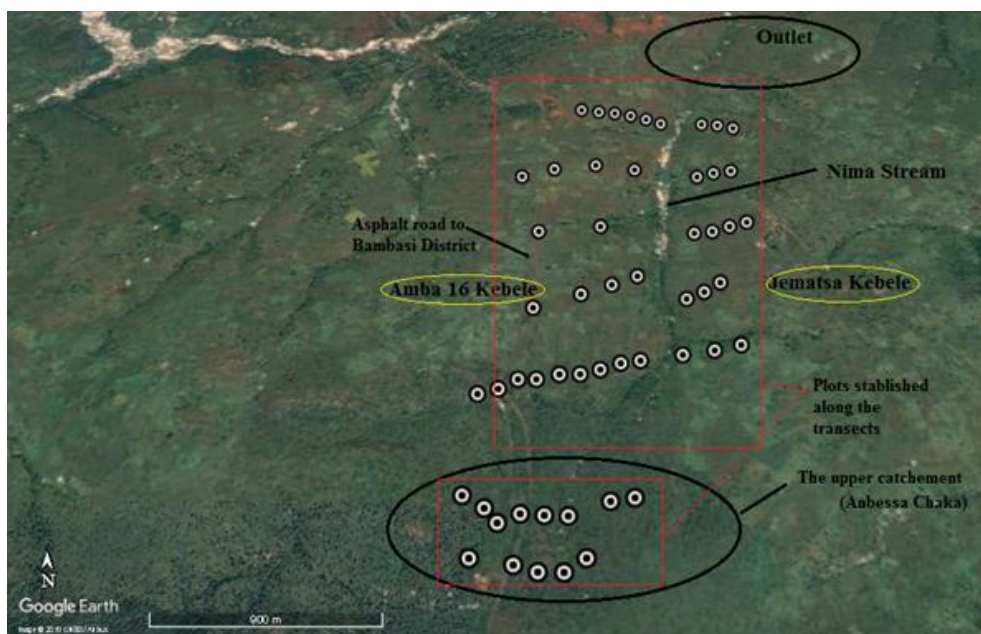 Outlet
Nima Stream
Asphalt road to
Bambasi District
Amba 16 Kebele
Jematsa Kebele
Plots stablished
along the
transects
The upper catchement
(Anbessa Chaka)
N
Google Earth
900 m